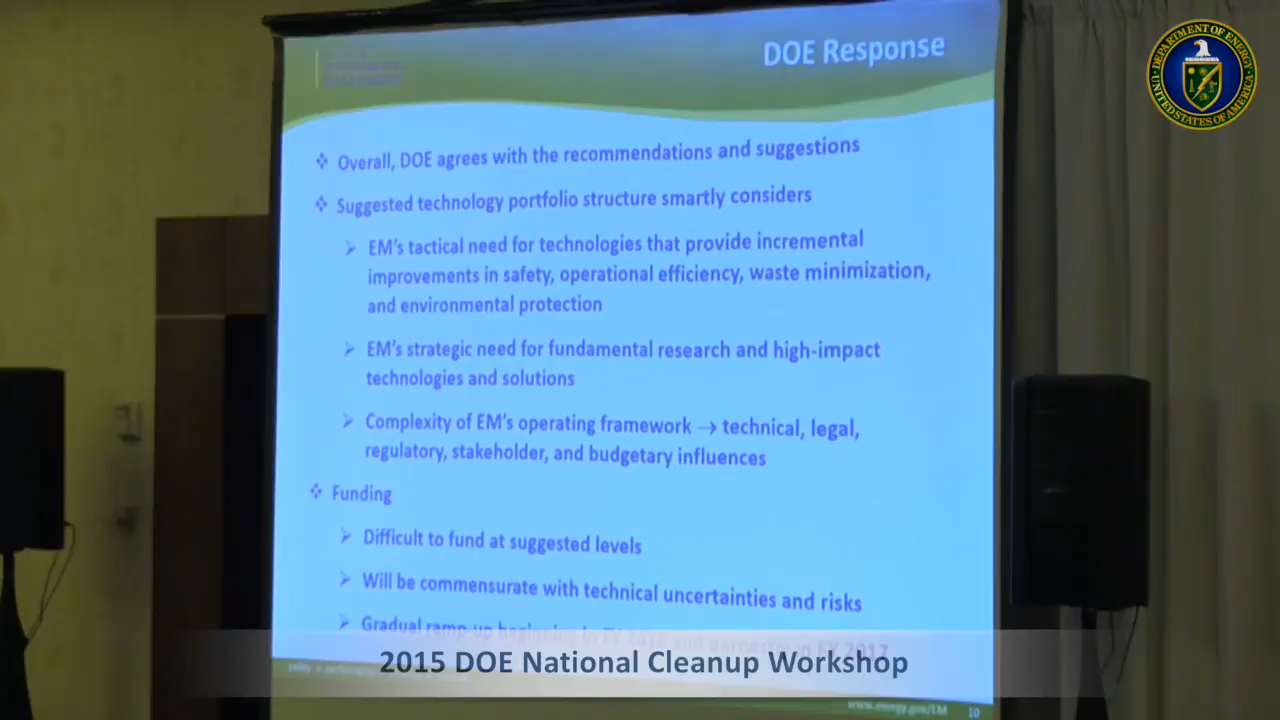 DOE Response
DEPARTMENT OF ENERGY
UNITED STATES OF AMERICA
❖ Overall, DOE agrees with the recommendations and suggestions
❖ Suggested technology portfolio structure smartly considers
➢ EM's tactical need for technologies that provide incremental
improvements in safety, operational efficiency, waste minimization,
and environmental protection
➢ EM's strategic need for fundamental research and high-impact
technologies and solutions
➢ Complexity of EM's operating framework → technical, legal,
regulatory, stakeholder, and budgetary influences
❖ Funding
➢ Difficult to fund at suggested levels
➢ Will be commensurate with technical uncertainties and risks
➢ Gradual ramp-up beginning in FY 2016 and earnestly in FY 2017
2015 DOE National Cleanup Workshop
www.energy.gov/EM 10